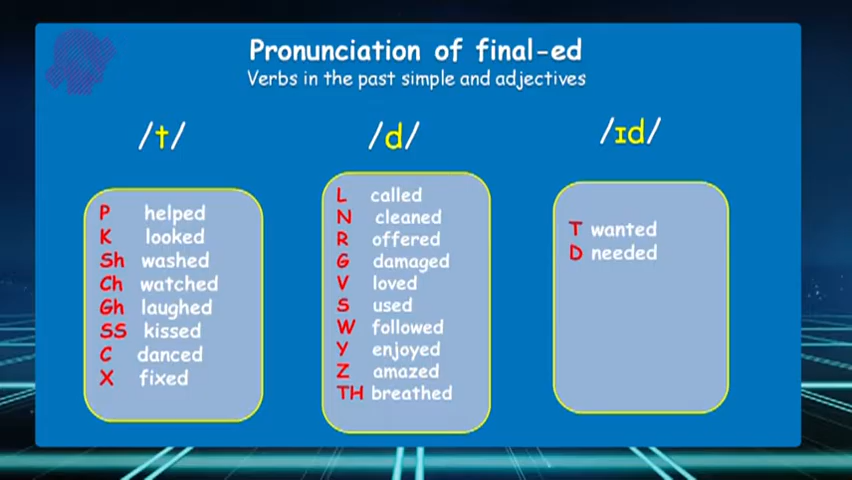 Pronunciation of final-ed
Verbs in the past simple and adjectives
/t/
P helped
K looked
Sh washed
Ch watched
Gh laughed
SS kissed
C danced
X fixed
/d/
L called
N cleaned
R offered
G damaged
V loved
S used
W followed
Y enjoyed
Z amazed
TH breathed
/ɪd/
T wanted
D needed